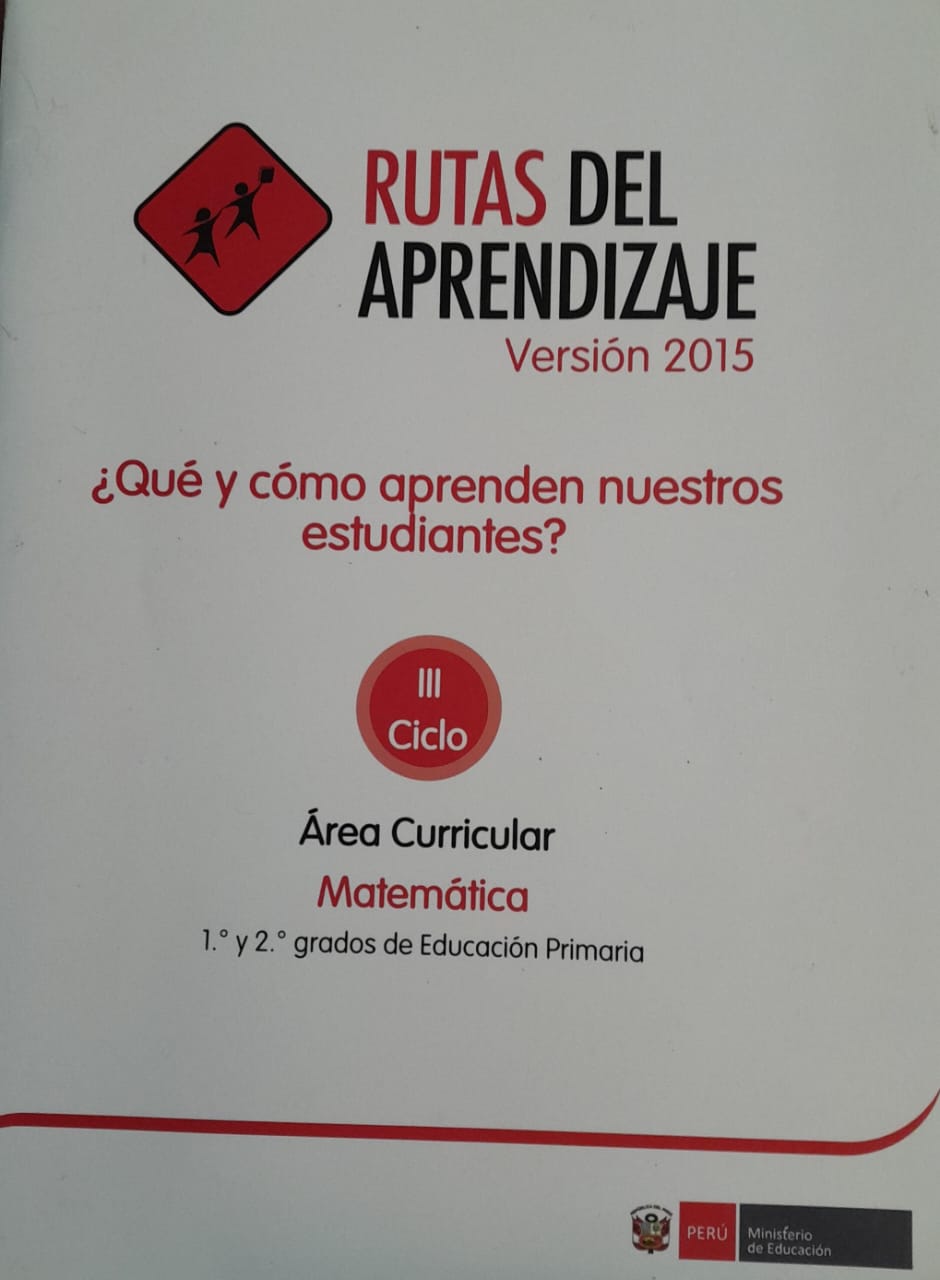 RUTAS DEL
APRENDIZAJE
Versión 2015
¿Qué y cómo aprenden nuestros
estudiantes?
III
Ciclo
Área Curricular
Matemática
1.° y 2.° grados de Educación Primaria
PERÚ
Ministerio
de Educación